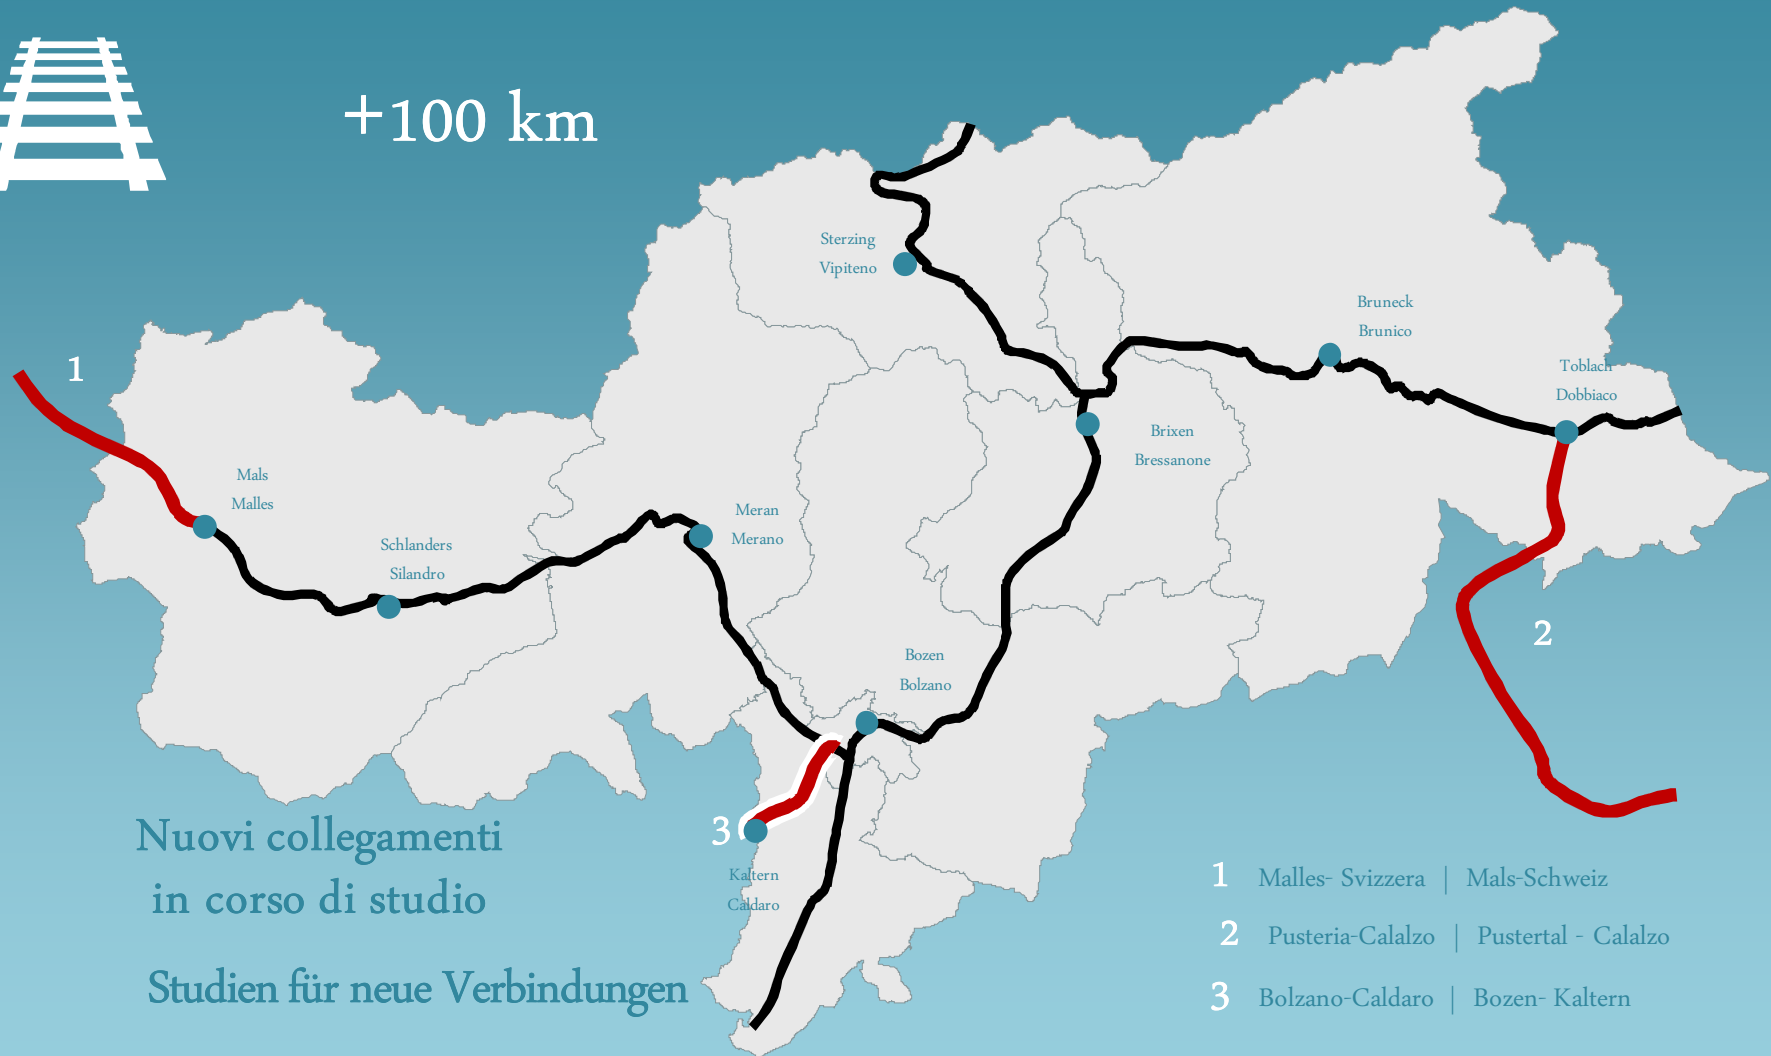 +100 km
Sterzing
Vipiteno
Bruneck
Brunico
1
Toblach
Dobbiaco
Brixen
Bressanone
Mals
Malles
Meran
Merano
Schlanders
Silandro
2
Bozen
Bolzano
3
Kaltern
Caldaro
Nuovi collegamenti
in corso di studio
Studien für neue Verbindungen
1 Malles- Svizzera | Mals-Schweiz
2 Pusteria-Calalzo | Pustertal - Calalzo
3 Bolzano-Caldaro | Bozen- Kaltern